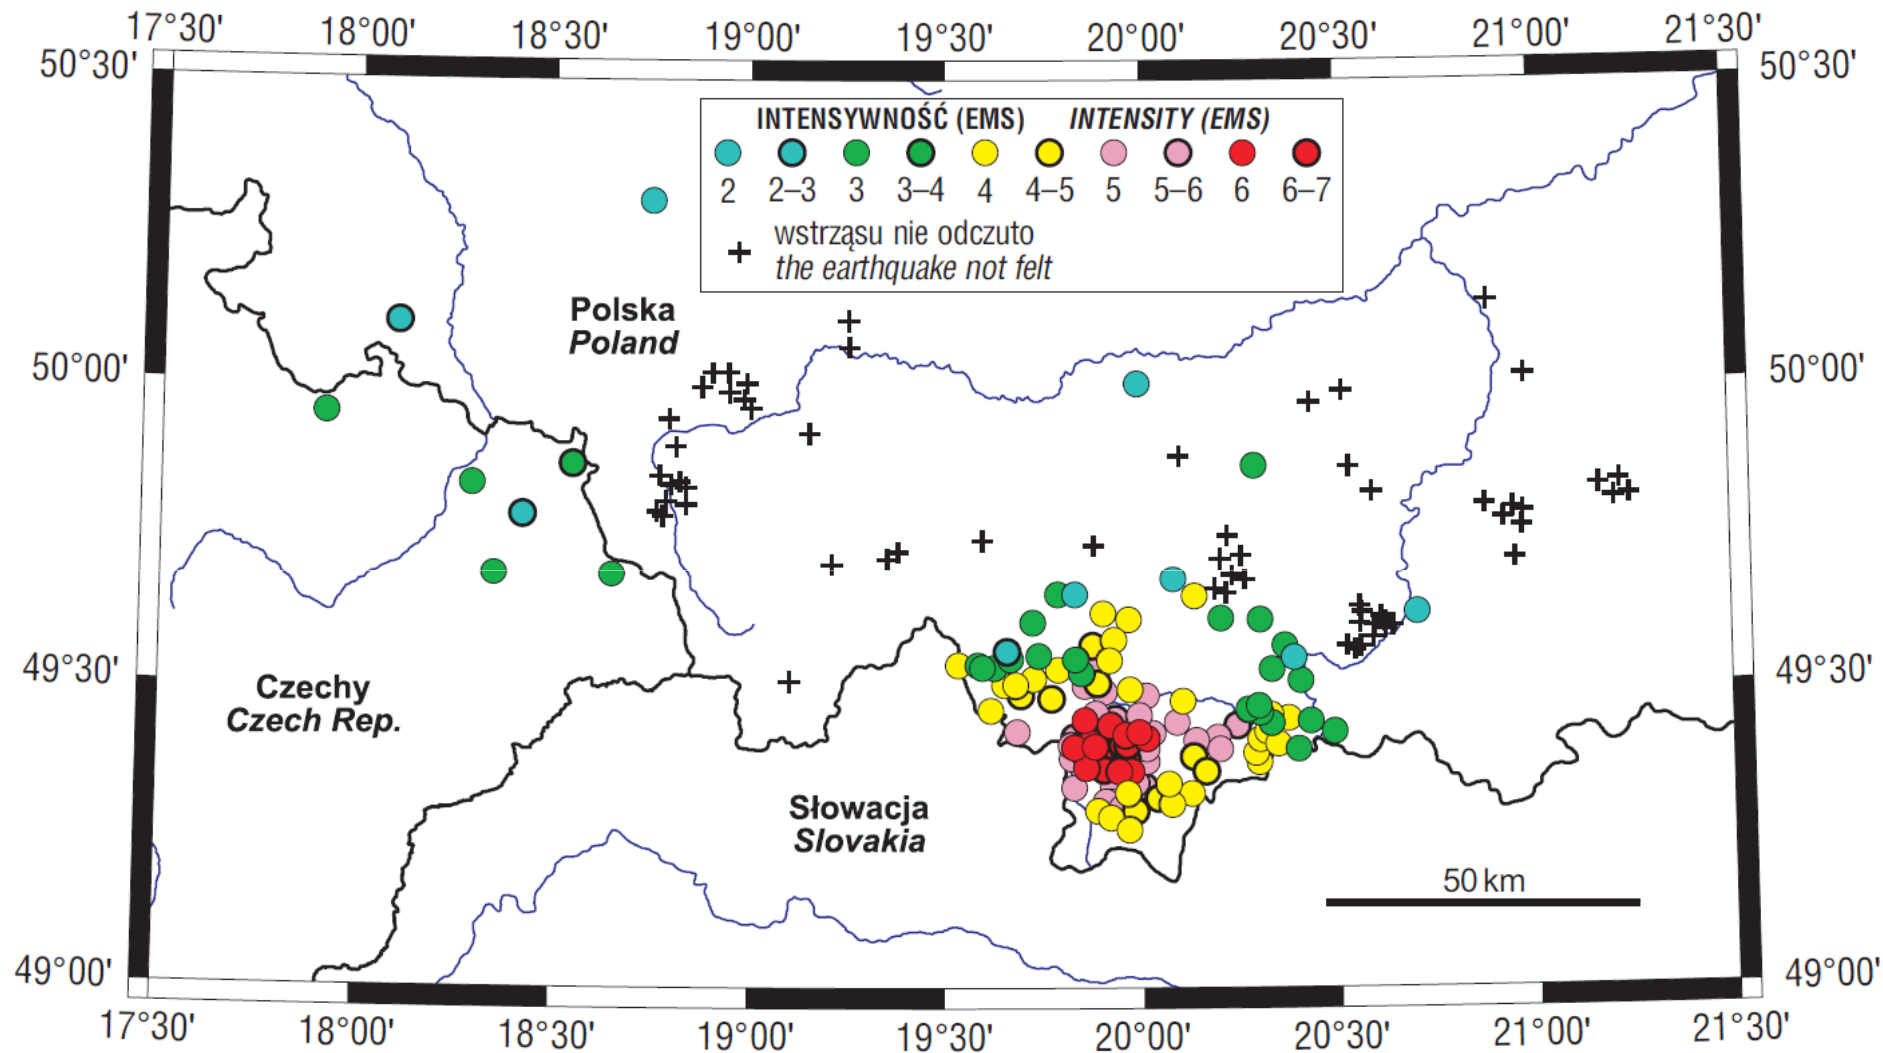 17°30' 18°00' 18°30' 19°00' 19°30' 20°00' 20°30' 21°00' 21°30'
50°30' 50°30'
INTENSYWNOŚĆ (EMS) INTENSITY (EMS)
2 2–3 3 3–4 4 4–5 5 5–6 6 6–7
wstrząsu nie odczuto
the earthquake not felt
Polska
Poland
50°00' 50°00'
49°30' 49°30'
Czechy
Czech Rep.
Słowacja
Slovakia
50 km
49°00' 49°00'
17°30' 18°00' 18°30' 19°00' 19°30' 20°00' 20°30' 21°00' 21°30'